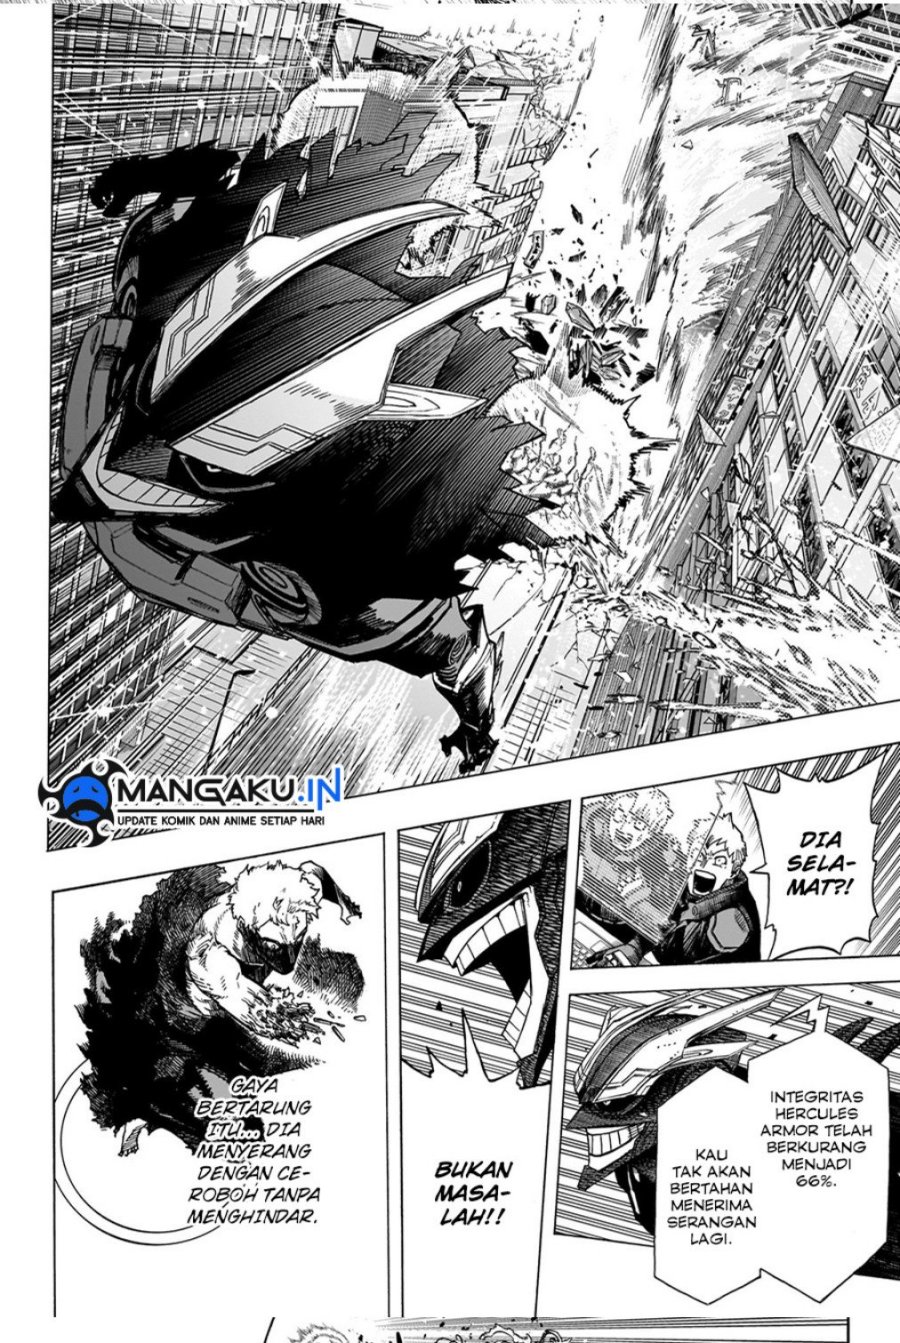 MANGAKU.IN
UPDATE KOMIK DAN ANIME SETIAP HARI
DIA
SELA-
MAT?!
INTEGRITAS
HERCULES
ARMOR TELAH
BERKURANG
MENJADI
66%.
KAU
TAK AKAN
BERTAHAN
MENERIMA
SERANGAN
LAGI.
BUKAN
MASA-
LAH!!
GAYA
BERTARUNG
ITU... DIA
MENYERANG
DENGAN CE-
ROBOH TANPA
MENGHINDAR.